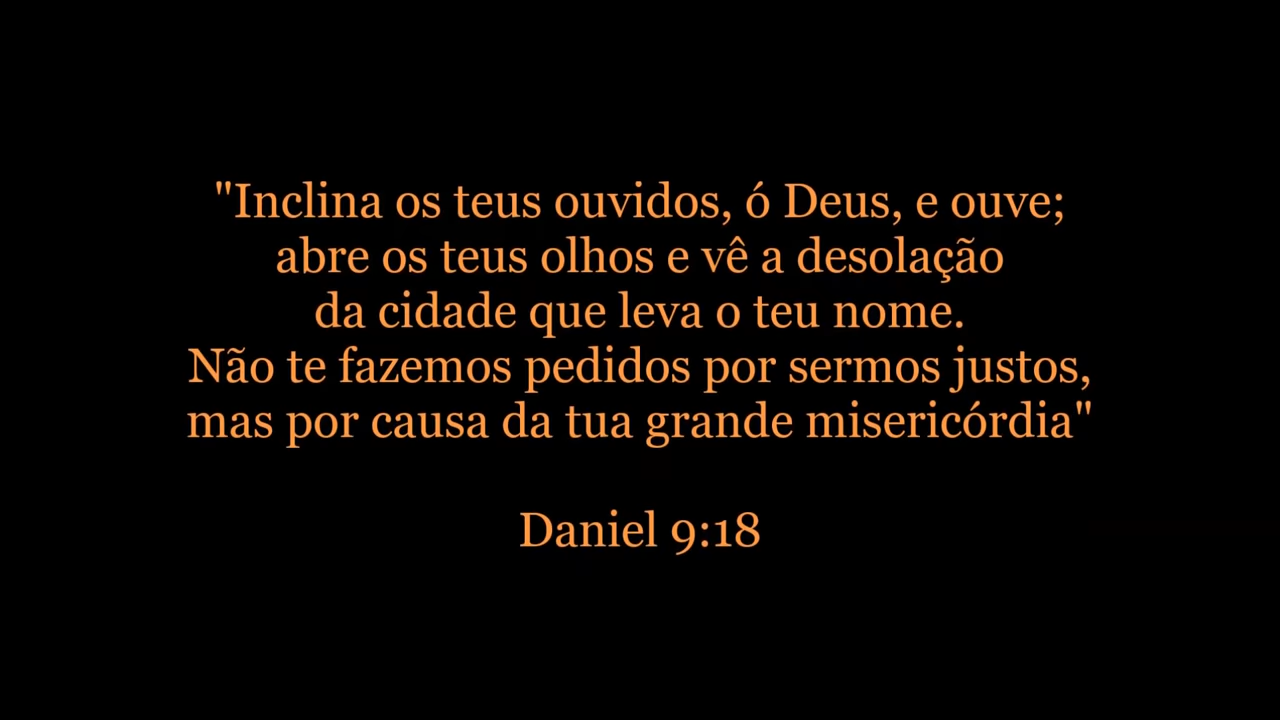 "Inclina os teus ouvidos, ó Deus, e ouve;
abre os teus olhos e vê a desolação
da cidade que leva o teu nome.
Não te fazemos pedidos por sermos justos,
mas por causa da tua grande misericórdia"
Daniel 9:18